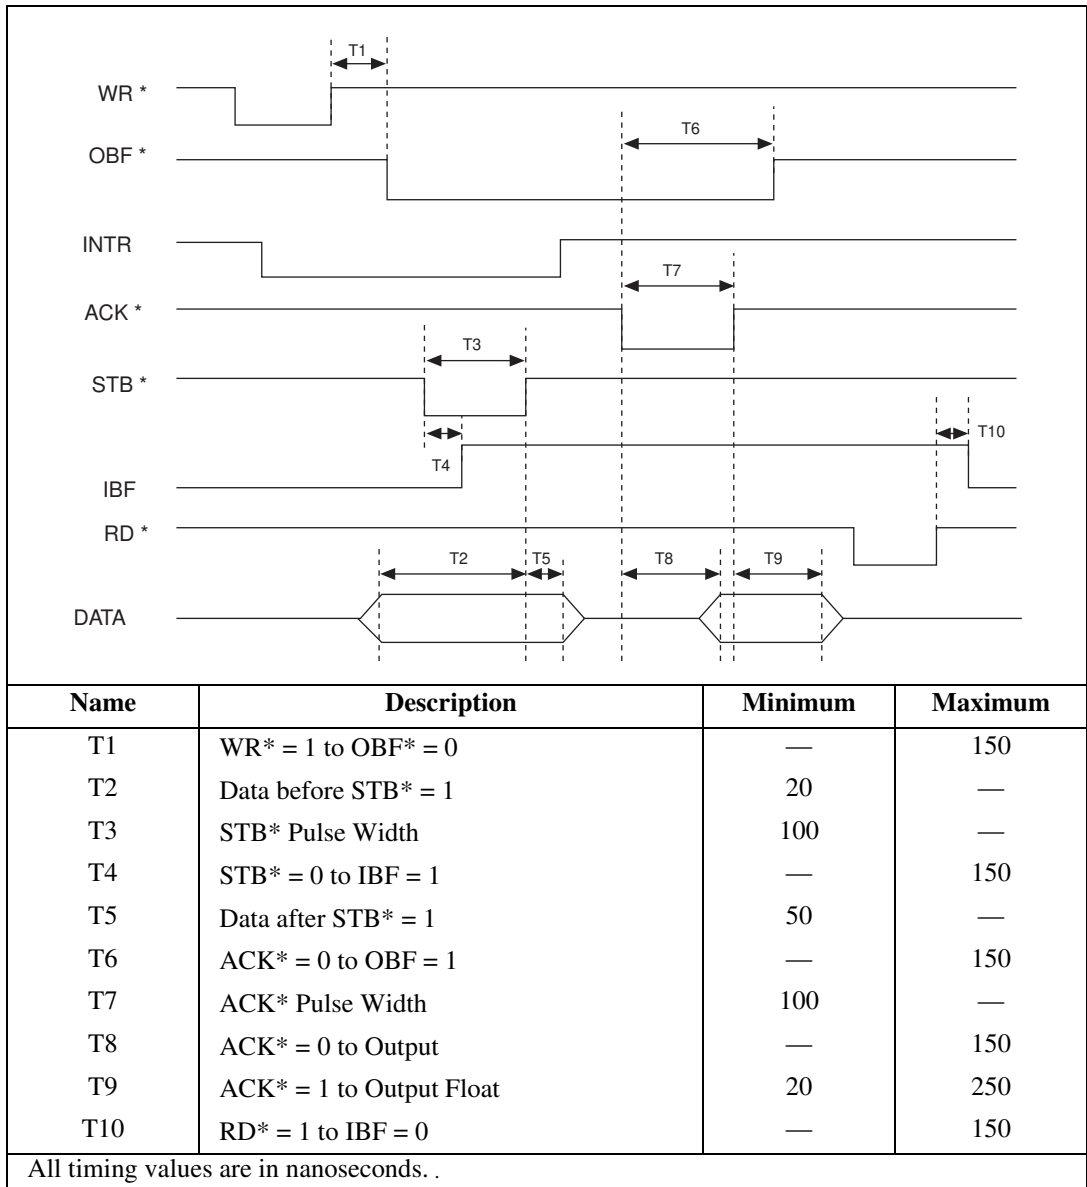 T1
WR *
T6
OBF *
INTR
T7
ACK *
T3
STB *
T10
T4
IBF
RD *
T2 T5 T8 T9
DATA
Name Description Minimum Maximum
T1 WR* = 1 to OBF* = 0 — 150
T2 Data before STB* = 1 20 —
T3 STB* Pulse Width 100 —
T4 STB* = 0 to IBF = 1 — 150
T5 Data after STB* = 1 50 —
T6 ACK* = 0 to OBF = 1 — 150
T7 ACK* Pulse Width 100 —
T8 ACK* = 0 to Output — 150
T9 ACK* = 1 to Output Float 20 250
T10 RD* = 1 to IBF = 0 — 150
All timing values are in nanoseconds. .